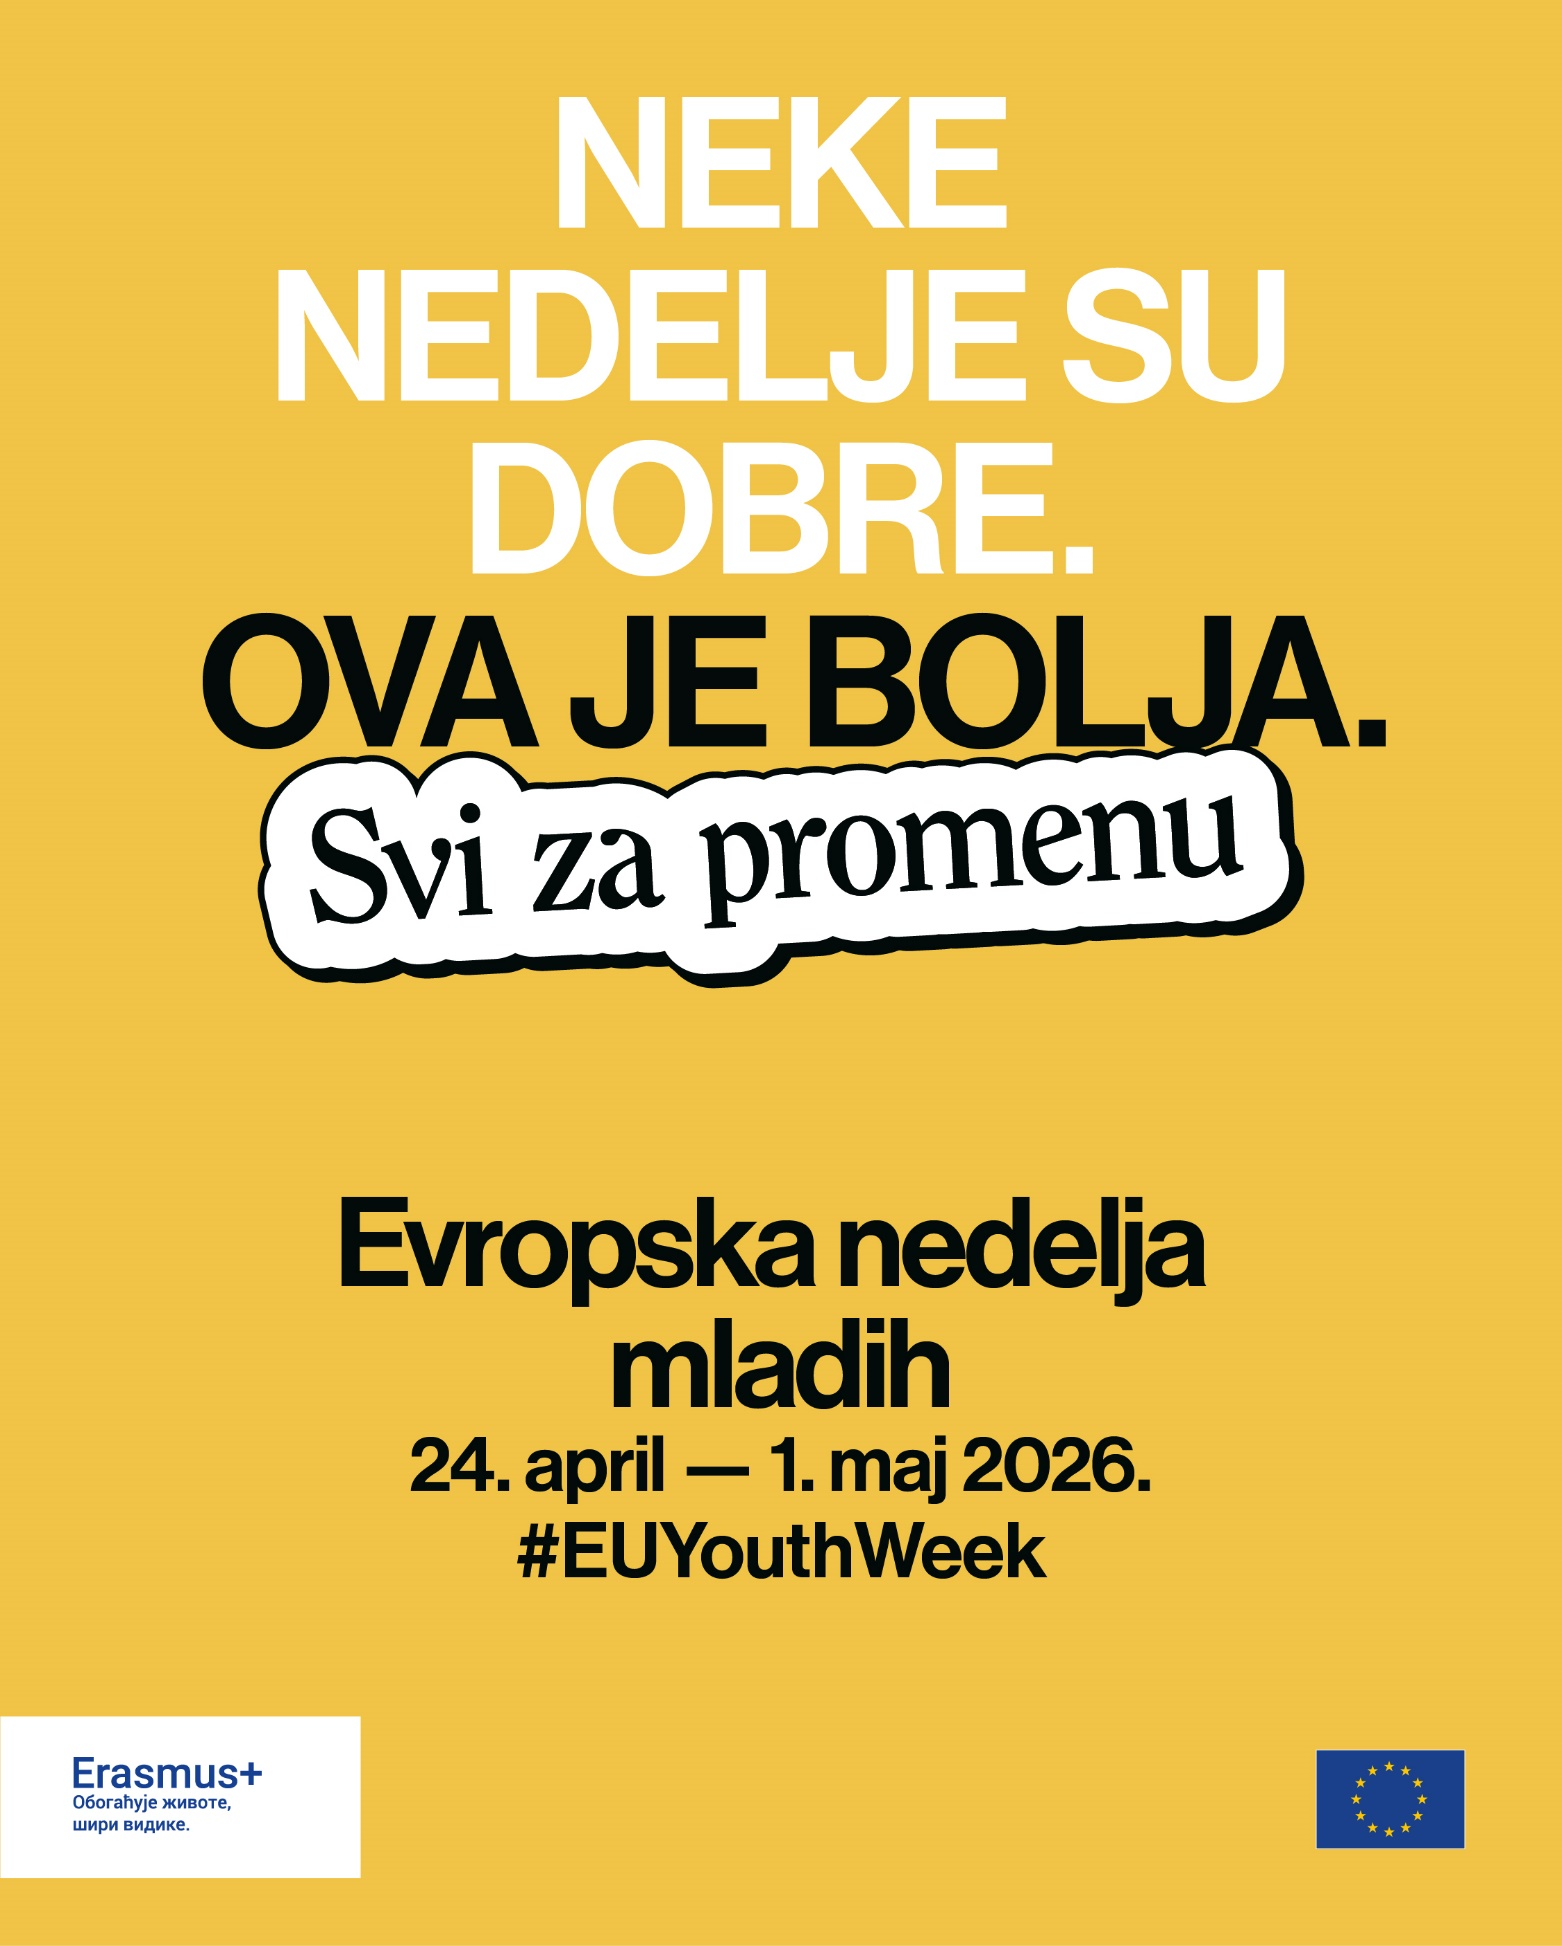 NEKE
NEDELJE SU
DOBRE.
OVA JE BOLJA.
Svi za promenu
Evropska nedelja
mladih
24. april — 1. maj 2026.
#EUYouthWeek
Erasmus+
Обогаћује животе,
шири видике.